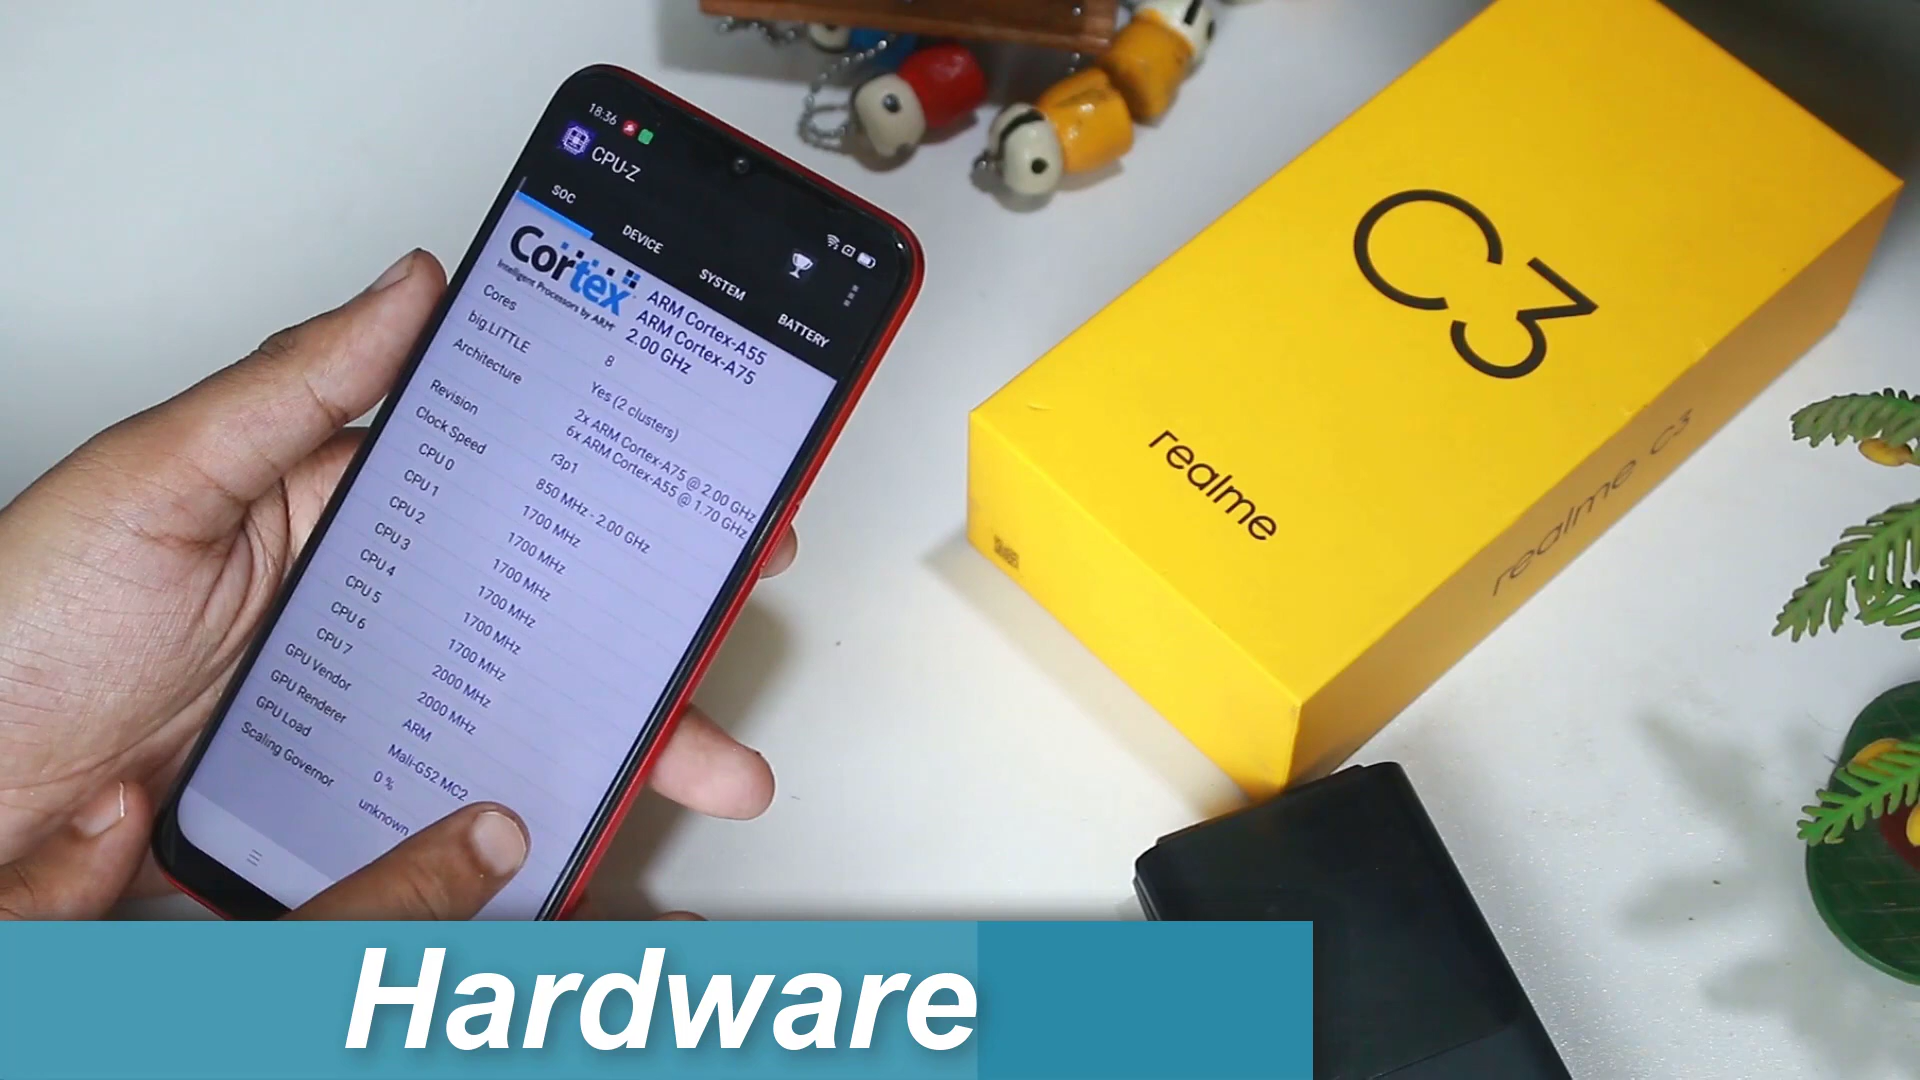 18:36
CPU-Z
SOC
DEVICE
SYSTEM
BATTERY
Cortex
Intelligent Processors by ARM
ARM Cortex-A55
ARM Cortex-A75
2.00 GHz
Cores 8
big.LITTLE Yes (2 clusters)
Architecture 2x ARM Cortex-A75 @ 2.00 GHz
6x ARM Cortex-A55 @ 1.70 GHz
Revision r3p1
Clock Speed 850 MHz - 2.00 GHz
CPU 0 1700 MHz
CPU 1 1700 MHz
CPU 2 1700 MHz
CPU 3 1700 MHz
CPU 4 1700 MHz
CPU 5 1700 MHz
CPU 6 2000 MHz
CPU 7 2000 MHz
GPU Vendor ARM
GPU Renderer Mali-G52 MC2
GPU Load 0 %
Scaling Governor unknown
C3
realme
realme C3
Hardware